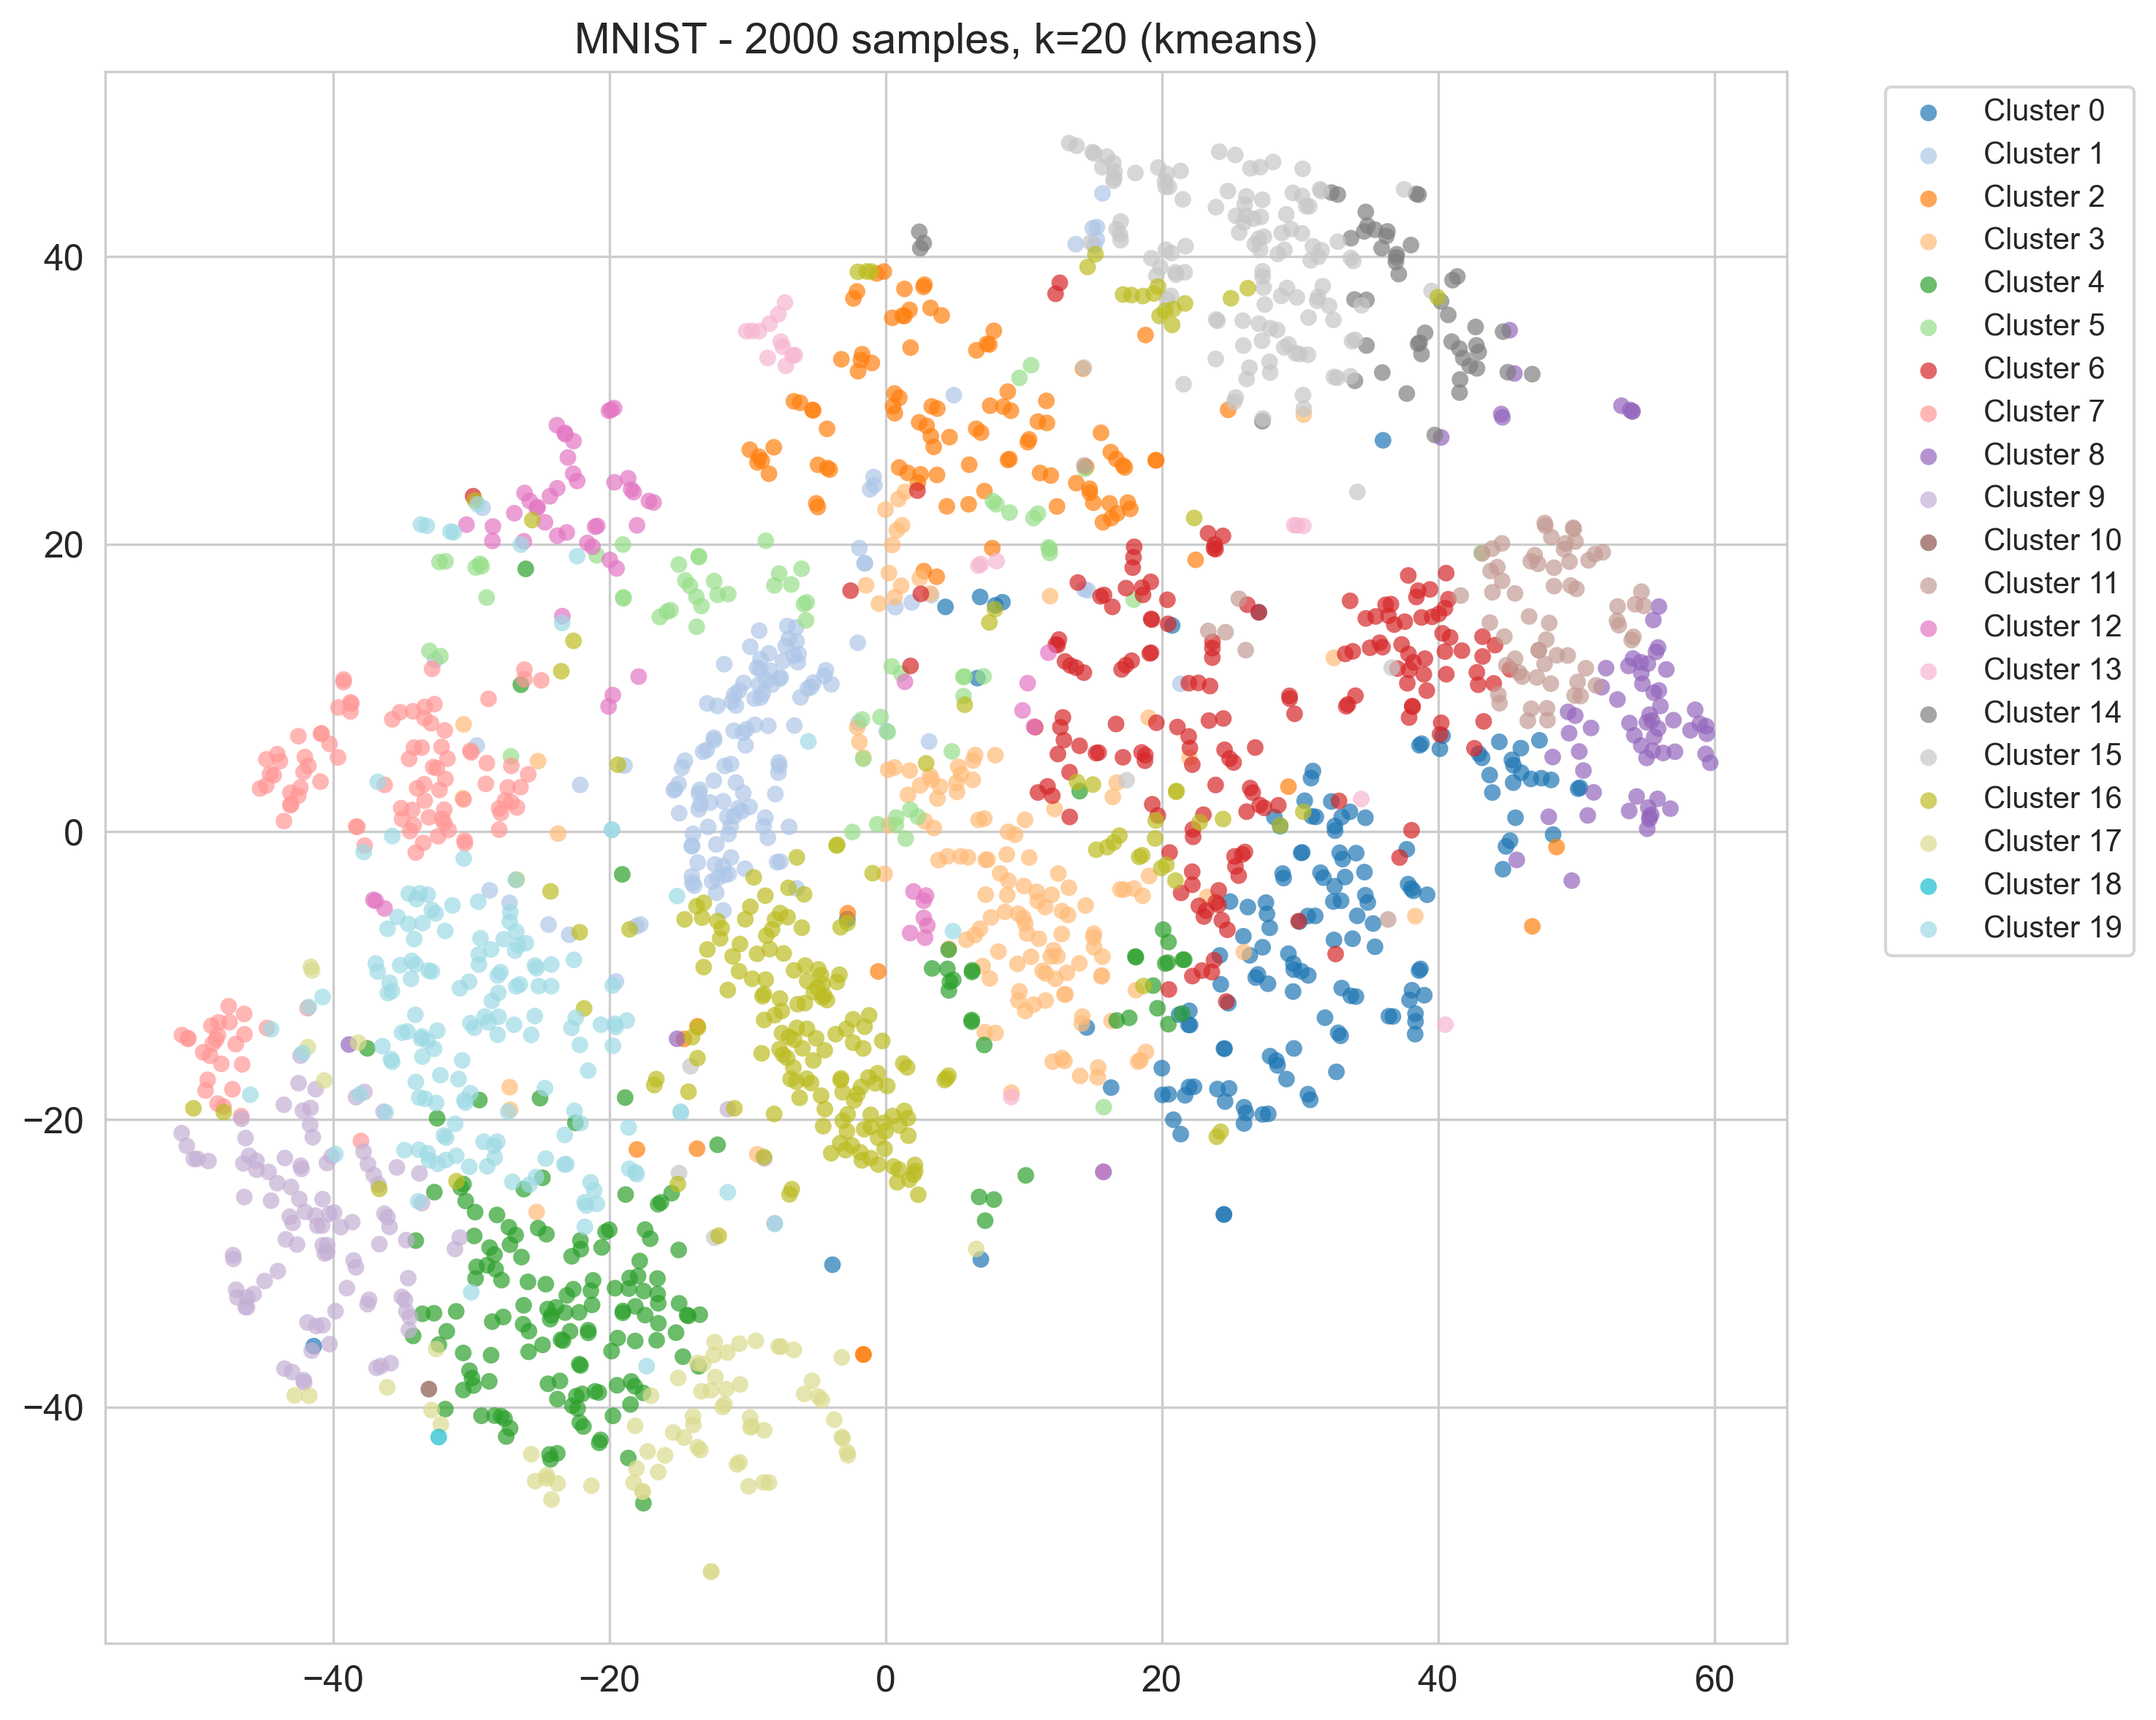 MNIST - 2000 samples, k=20 (kmeans)
40
20
0
−20
−40
−40
−20
0
20
40
60
Cluster 0
Cluster 1
Cluster 2
Cluster 3
Cluster 4
Cluster 5
Cluster 6
Cluster 7
Cluster 8
Cluster 9
Cluster 10
Cluster 11
Cluster 12
Cluster 13
Cluster 14
Cluster 15
Cluster 16
Cluster 17
Cluster 18
Cluster 19